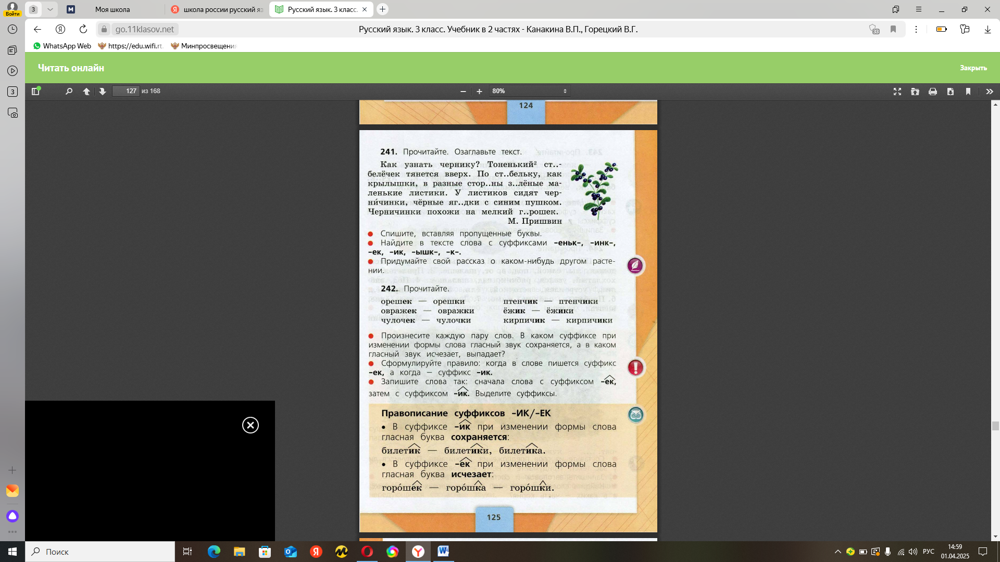 Войти
3
Моя школа
школа россии русский яз
Русский язык. 3 класс.
go.11klasov.net
Русский язык. 3 класс. Учебник в 2 частях - Канакина В.П., Горецкий В.Г.
33
WhatsApp Web
https://edu.wifi.rt.
Минпросвещения
3
Читать онлайн
Закрыть
127 из 168
80%
124
241. Прочитайте. Озаглавьте текст.
Как узнать чернику? Тоненький² ст..-
белёчек тянется вверх. По ст..бельку, как
крылышки, в разные стор..ны з..лёные ма-
ленькие листики. У листиков сидят чер-
ни́чинки, чёрные яг..дки с синим пушком.
Черничинки похожи на мелкий г..рошек.
М. Пришвин
● Спишите, вставляя пропущенные буквы.
● Найдите в тексте слова с суффиксами -еньк-, -инк-,
-ек, -ик, -ышк-, -к-.
● Придумайте свой рассказ о каком-нибудь другом расте-
нии.
242. Прочитайте.
орешек — орешки птенчик — птенчики
овражек — овражки ёжик — ёжики
чулочек — чулочки кирпичик — кирпичики
● Произнесите каждую пару слов. В каком суффиксе при
изменении формы слова гласный звук сохраняется, а в каком
гласный звук исчезает, выпадает?
● Сформулируйте правило: когда в слове пишется суффикс
-ек, а когда — суффикс -ик.
● Запишите слова так: сначала слова с суффиксом -ек,
затем с суффиксом -ик. Выделите суффиксы.
Правописание суффиксов -ИК/-ЕК
• В суффиксе -ик при изменении формы слова
гласная буква сохраняется:
билетик — билетики, билетика.
• В суффиксе -ек при изменении формы слова
гласная буква исчезает:
горо́шек — горо́шка — горо́шки.
125
Поиск
РУС
14:59
01.04.2025